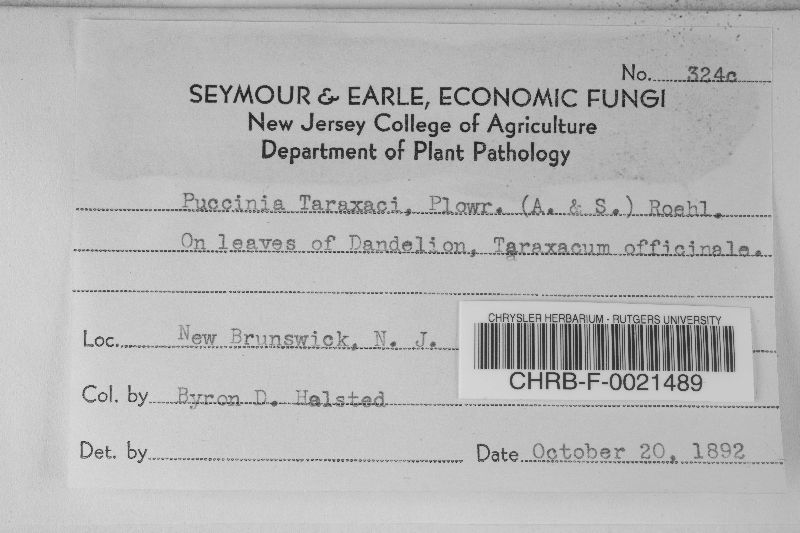 No. 324c
SEYMOUR & EARLE, ECONOMIC FUNGI
New Jersey College of Agriculture
Department of Plant Pathology
Puccinia Taraxaci, Plowr. (A. & S.) Roehl.
On leaves of Dandelion, Taraxacum officinale.
Loc. New Brunswick, N. J.
CHRYSLER HERBARIUM - RUTGERS UNIVERSITY
CHRB-F-0021489
Col. by Byron D. Halsted
Det. by
Date October 20, 1892